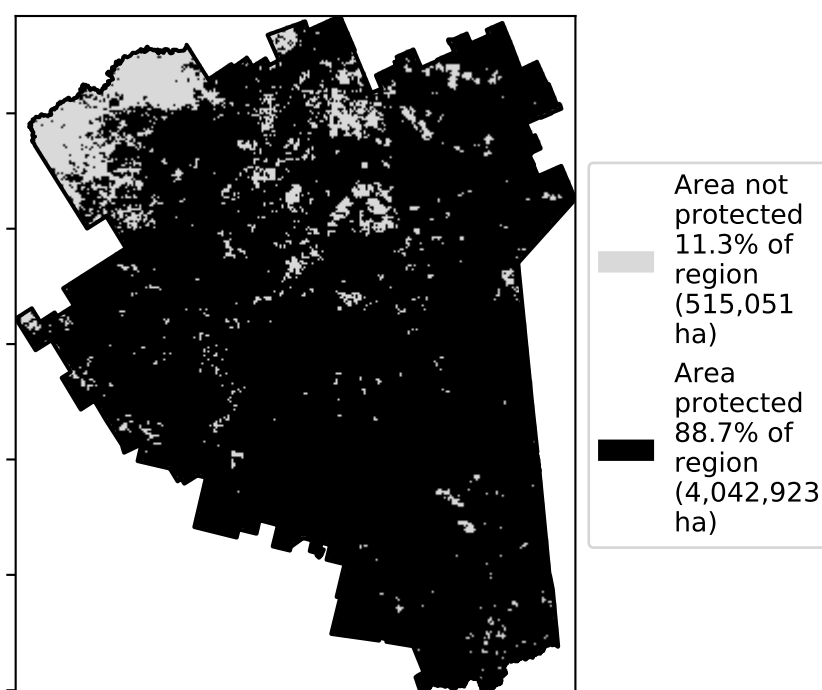 Area not
protected
11.3% of
region
(515,051
ha)
Area
protected
88.7% of
region
(4,042,923
ha)